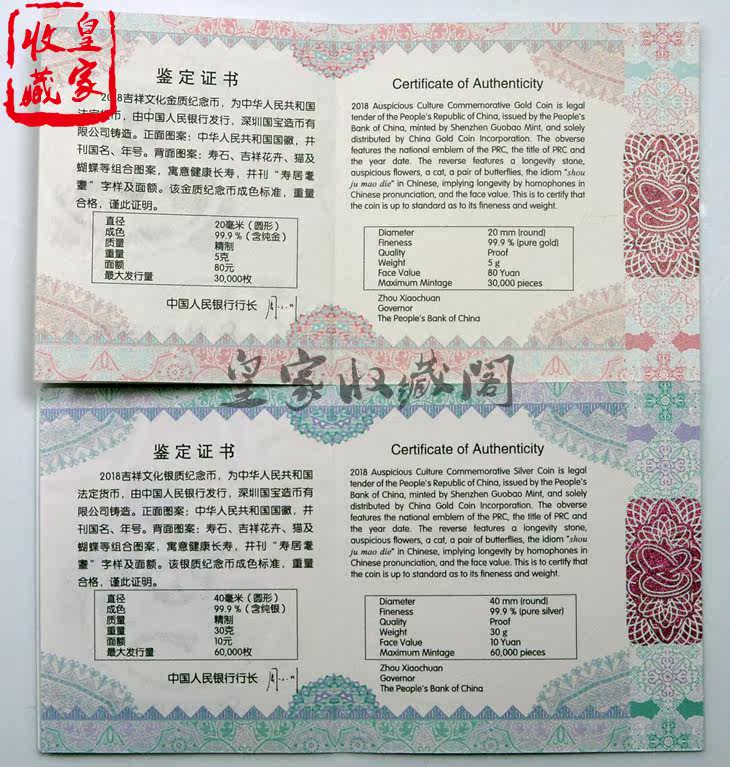 皇家
收藏
鉴定证书
2018吉祥文化金质纪念币，为中华人民共和国
法定货币，由中国人民银行发行，深圳国宝造币有
限公司铸造。正面图案：中华人民共和国国徽，并
刊国名、年号。背面图案：寿石、吉祥花卉、猫及
蝴蝶等组合图案，寓意健康长寿，并刊“寿居耄
耋”字样及面额。该金质纪念币成色标准，重量
合格，谨此证明。
直径 20毫米（圆形）
成色 99.9％（含纯金）
质量 精制
重量 5克
面额 80元
最大发行量 30,000枚
中国人民银行行长
Certificate of Authenticity
2018 Auspicious Culture Commemorative Gold Coin is legal
tender of the People's Republic of China, issued by the People's
Bank of China, minted by Shenzhen Guobao Mint, and solely
distributed by China Gold Coin Incorporation. The obverse
features the national emblem of the PRC, the title of PRC and
the year date. The reverse features a longevity stone,
auspicious flowers, a cat, a pair of butterflies, the idiom "shou
ju mao die" in Chinese, implying longevity by homophones in
Chinese pronunciation, and the face value. This is to certify that
the coin is up to standard as to its fineness and weight.
Diameter 20 mm (round)
Fineness 99.9 % (pure gold)
Quality Proof
Weight 5 g
Face Value 80 Yuan
Maximum Mintage 30,000 pieces
Zhou Xiaochuan
Governor
The People's Bank of China
皇家收藏阁
鉴定证书
2018吉祥文化银质纪念币，为中华人民共和国
法定货币，由中国人民银行发行，深圳国宝造币有
限公司铸造。正面图案：中华人民共和国国徽，并
刊国名、年号。背面图案：寿石、吉祥花卉、猫及
蝴蝶等组合图案，寓意健康长寿，并刊“寿居耄
耋”字样及面额。该银质纪念币成色标准，重量
合格，谨此证明。
直径 40毫米（圆形）
成色 99.9％（含纯银）
质量 精制
重量 30克
面额 10元
最大发行量 60,000枚
中国人民银行行长
Certificate of Authenticity
2018 Auspicious Culture Commemorative Silver Coin is legal
tender of the People's Republic of China, issued by the People's
Bank of China, minted by Shenzhen Guobao Mint, and solely
distributed by China Gold Coin Incorporation. The obverse
features the national emblem of the PRC, the title of PRC and
the year date. The reverse features a longevity stone,
auspicious flowers, a cat, a pair of butterflies, the idiom "shou
ju mao die" in Chinese, implying longevity by homophones in
Chinese pronunciation, and the face value. This is to certify that
the coin is up to standard as to its fineness and weight.
Diameter 40 mm (round)
Fineness 99.9 % (pure silver)
Quality Proof
Weight 30 g
Face Value 10 Yuan
Maximum Mintage 60,000 pieces
Zhou Xiaochuan
Governor
The People's Bank of China